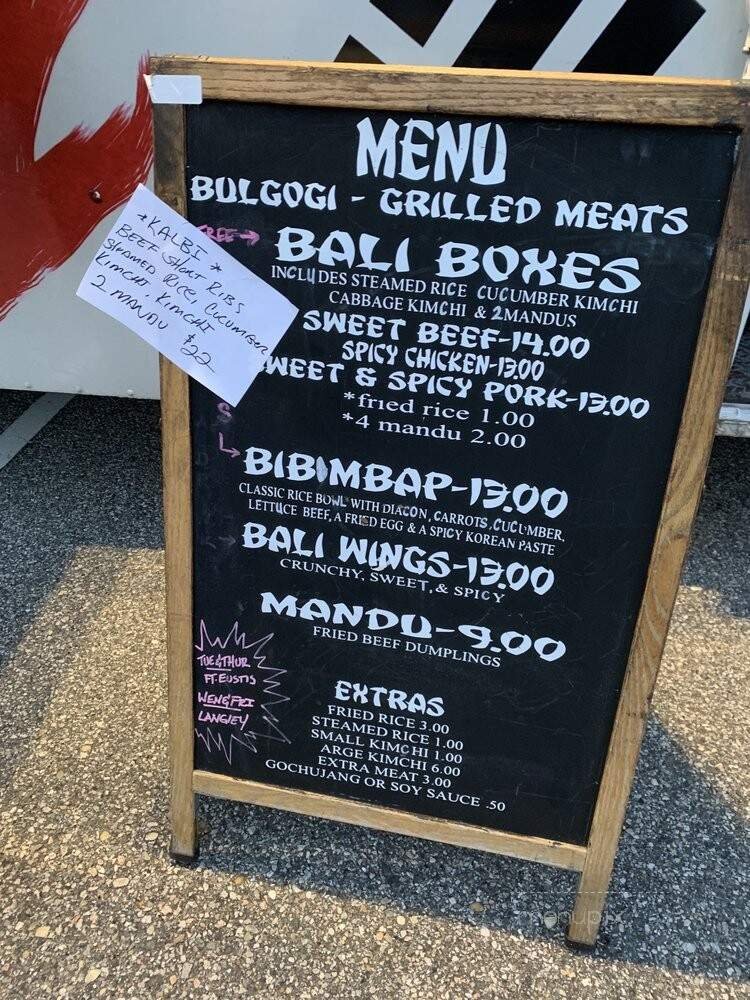 MENU
BULGOGI - GRILLED MEATS
FREE→ BALI BOXES
INCLUDES STEAMED RICE CUCUMBER KIMCHI
CABBAGE KIMCHI & 2MANDUS
*KALBI*
BEEF SHORT RIBS
STEAMED RICE, CUCUMBER
KIMCHI, KIMCHI
2 MANDU $22
SWEET BEEF-14.00
SPICY CHICKEN-13.00
WEET & SPICY PORK-13.00
*fried rice 1.00
*4 mandu 2.00
S
BIBIMBAP-13.00
CLASSIC RICE BOWL WITH DIACON, CARROTS, CUCUMBER,
LETTUCE BEEF, A FRIED EGG & A SPICY KOREAN PASTE
BALI WINGS-13.00
CRUNCHY, SWEET, & SPICY
MANDU-9.00
FRIED BEEF DUMPLINGS
TUE&THUR
FT. EUSTIS
WEN&FRI
LANGLEY
EXTRAS
FRIED RICE 3.00
STEAMED RICE 1.00
SMALL KIMCHI 1.00
ARGE KIMCHI 6.00
EXTRA MEAT 3.00
GOCHUJANG OR SOY SAUCE .50
menupix